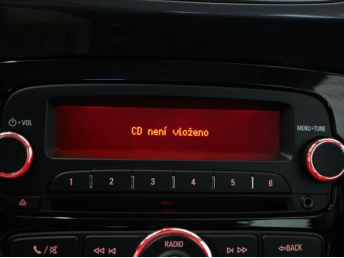 VOL
CD není vloženo
MENU•TUNE
1 2 3 4 5 6
RADIO
BACK